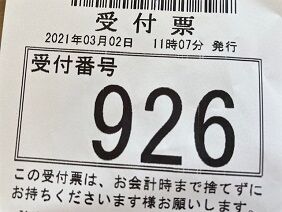 受付票
2021年03月02日 11時07分 発行
受付番号
926
この受付票は、お会計時まで捨てずに
お持ちくださいます様お願いします。